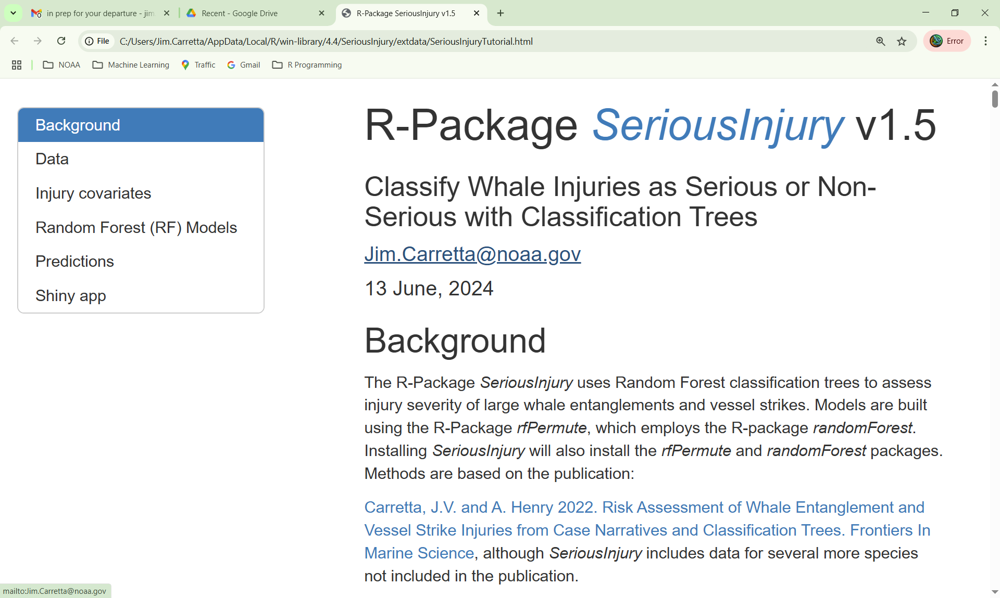 in prep for your departure - jim
Recent - Google Drive
R-Package SeriousInjury v1.5
File
C:/Users/Jim.Carretta/AppData/Local/R/win-library/4.4/SeriousInjury/extdata/SeriousInjuryTutorial.html
Error
NOAA
Machine Learning
Traffic
Gmail
R Programming
Background
Data
Injury covariates
Random Forest (RF) Models
Predictions
Shiny app
R-Package SeriousInjury v1.5
Classify Whale Injuries as Serious or Non-
Serious with Classification Trees
Jim.Carretta@noaa.gov
13 June, 2024
Background
The R-Package SeriousInjury uses Random Forest classification trees to assess
injury severity of large whale entanglements and vessel strikes. Models are built
using the R-Package rfPermute, which employs the R-package randomForest.
Installing SeriousInjury will also install the rfPermute and randomForest packages.
Methods are based on the publication:
Carretta, J.V. and A. Henry 2022. Risk Assessment of Whale Entanglement and
Vessel Strike Injuries from Case Narratives and Classification Trees. Frontiers In
Marine Science, although SeriousInjury includes data for several more species
not included in the publication.
mailto:Jim.Carretta@noaa.gov